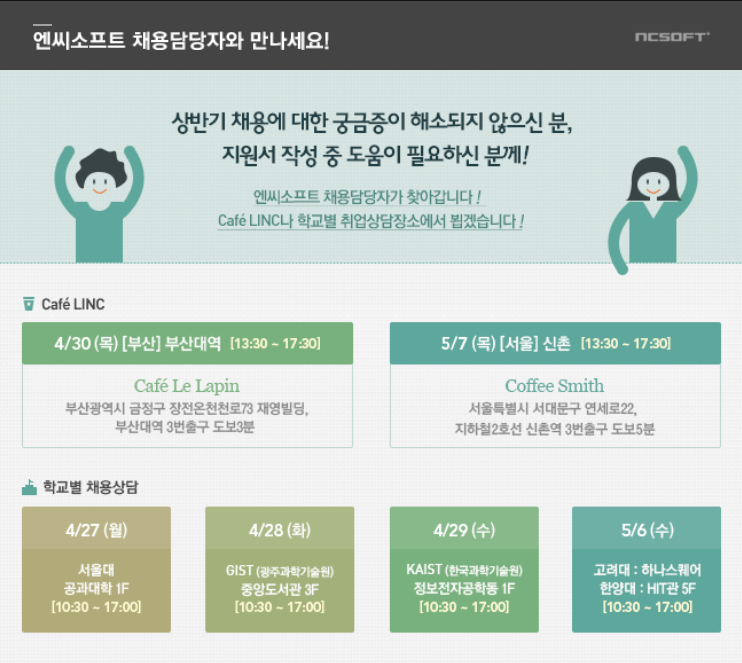 엔씨소프트 채용담당자와 만나세요!
NCSOFT
상반기 채용에 대한 궁금증이 해소되지 않으신 분,
지원서 작성 중 도움이 필요하신 분께!
엔씨소프트 채용담당자가 찾아갑니다!
Café LINC나 학교별 취업상담장소에서 뵙겠습니다!
Café LINC
4/30 (목) [부산] 부산대역 [13:30 ~ 17:30]
Café Le Lapin
부산광역시 금정구 장전온천천로73 재영빌딩,
부산대역 3번출구 도보3분
5/7 (목) [서울] 신촌 [13:30 ~ 17:30]
Coffee Smith
서울특별시 서대문구 연세로22,
지하철2호선 신촌역 3번출구 도보5분
학교별 채용상담
4/27 (월)
서울대
공과대학 1F
[10:30 ~ 17:00]
4/28 (화)
GIST (광주과학기술원)
중앙도서관 3F
[10:30 ~ 17:00]
4/29 (수)
KAIST (한국과학기술원)
정보전자공학동 1F
[10:30 ~ 17:00]
5/6 (수)
고려대 : 하나스퀘어
한양대 : HIT관 5F
[10:30 ~ 17:00]